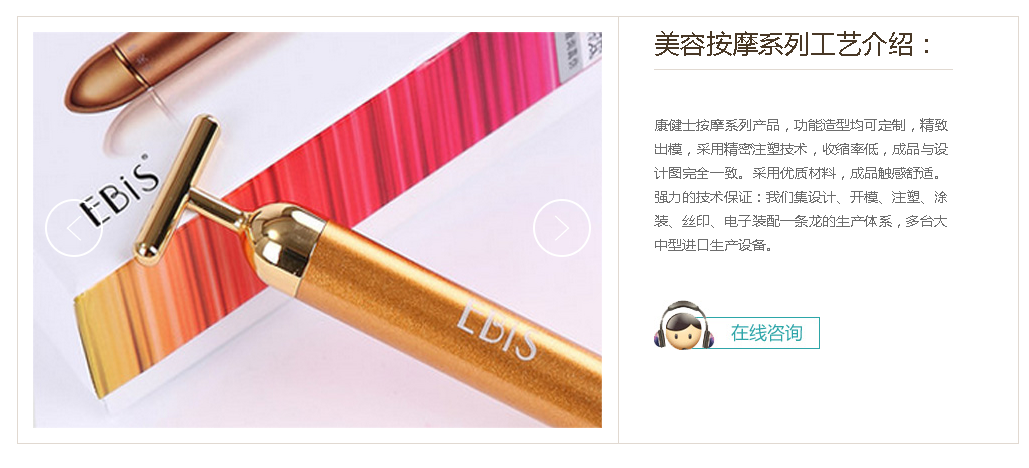 EBiS
EBiS
美容按摩系列工艺介绍：
康健士按摩系列产品，功能造型均可定制，精致
出模，采用精密注塑技术，收缩率低，成品与设
计图完全一致。采用优质材料，成品触感舒适。
强力的技术保证：我们集设计、开模、注塑、涂
装、丝印、电子装配一条龙的生产体系，多台大
中型进口生产设备。
在线咨询